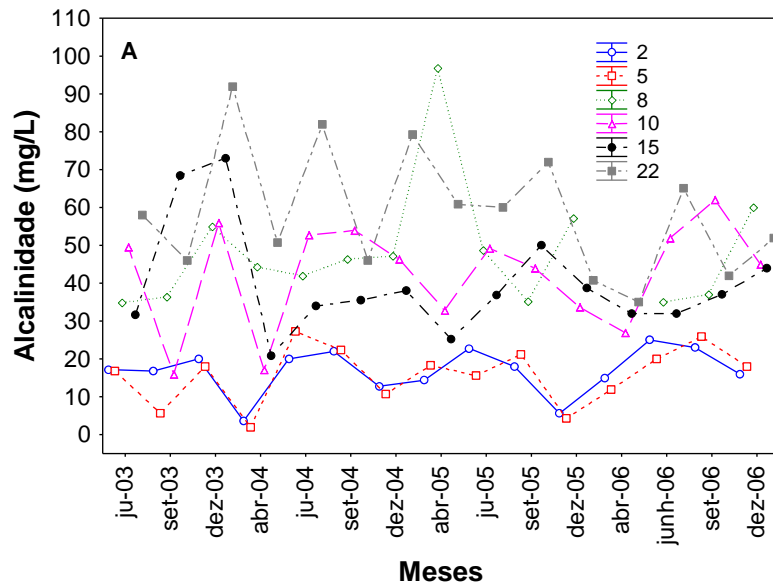 A
110
100
90
80
70
60
50
40
30
20
10
0
Alcalinidade (mg/L)
2
5
8
10
15
22
ju-03
set-03
dez-03
abr-04
ju-04
set-04
dez-04
abr-05
ju-05
set-05
dez-05
abr-06
junh-06
set-06
dez-06
Meses